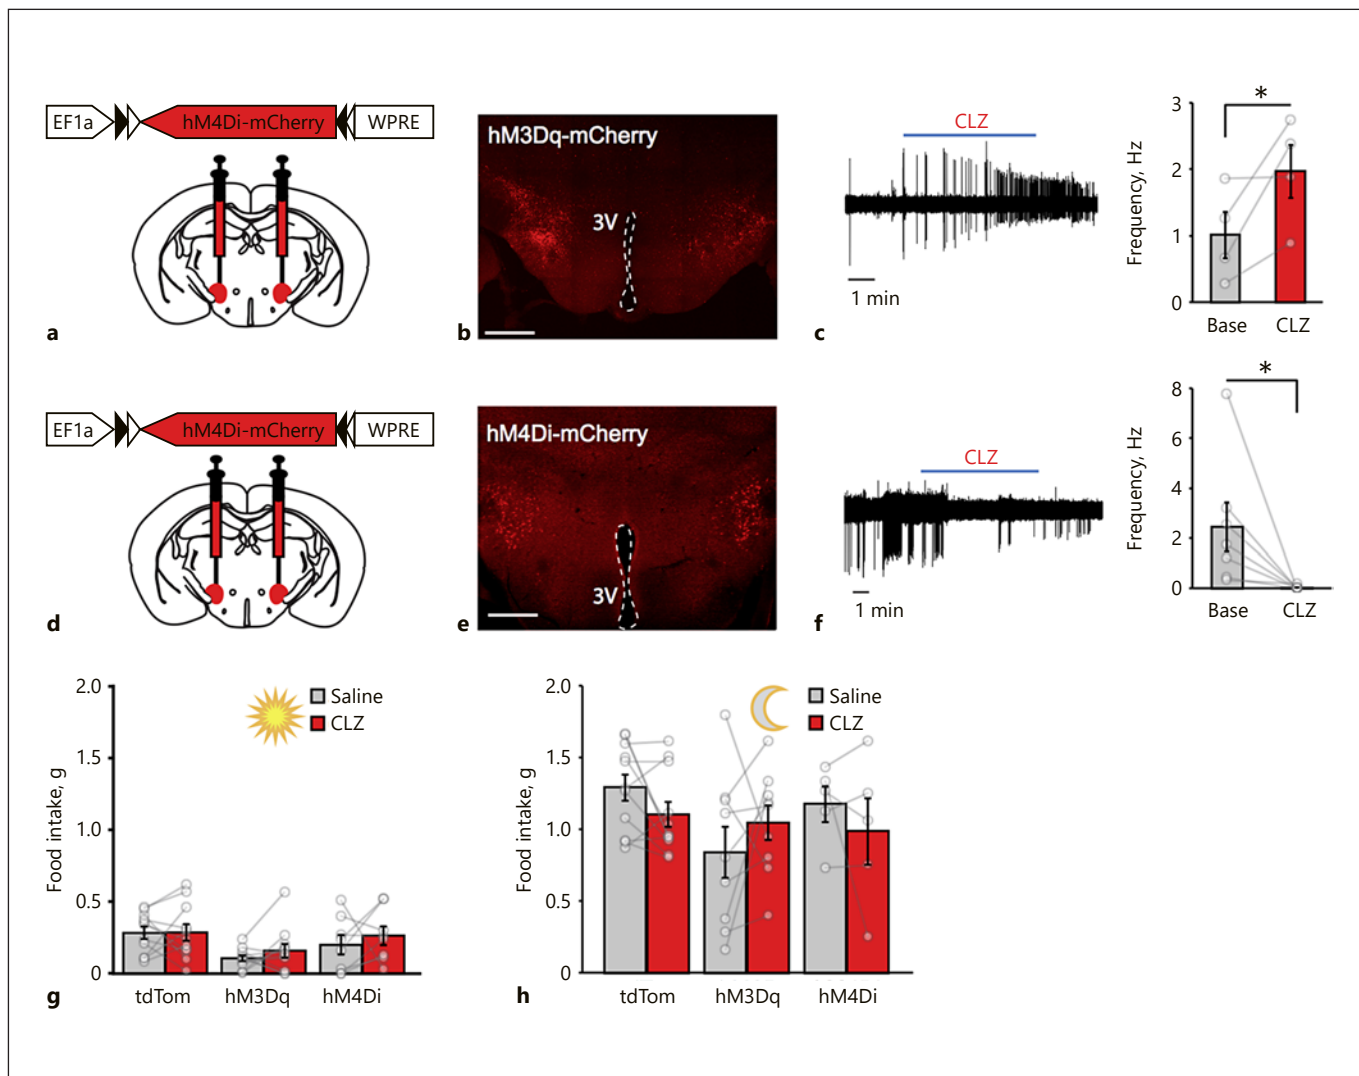 EF1a hM4Di-mCherry WPRE
a
hM3Dq-mCherry
3V
b
CLZ
1 min
c
Frequency, Hz
3
2
1
0
*
Base CLZ
EF1a hM4Di-mCherry WPRE
d
hM4Di-mCherry
3V
e
CLZ
1 min
f
Frequency, Hz
8
6
4
2
0
*
Base CLZ
Food intake, g
2.0
1.5
1.0
0.5
0
Saline
CLZ
tdTom hM3Dq hM4Di
g
Food intake, g
2.0
1.5
1.0
0.5
0
Saline
CLZ
tdTom hM3Dq hM4Di
h